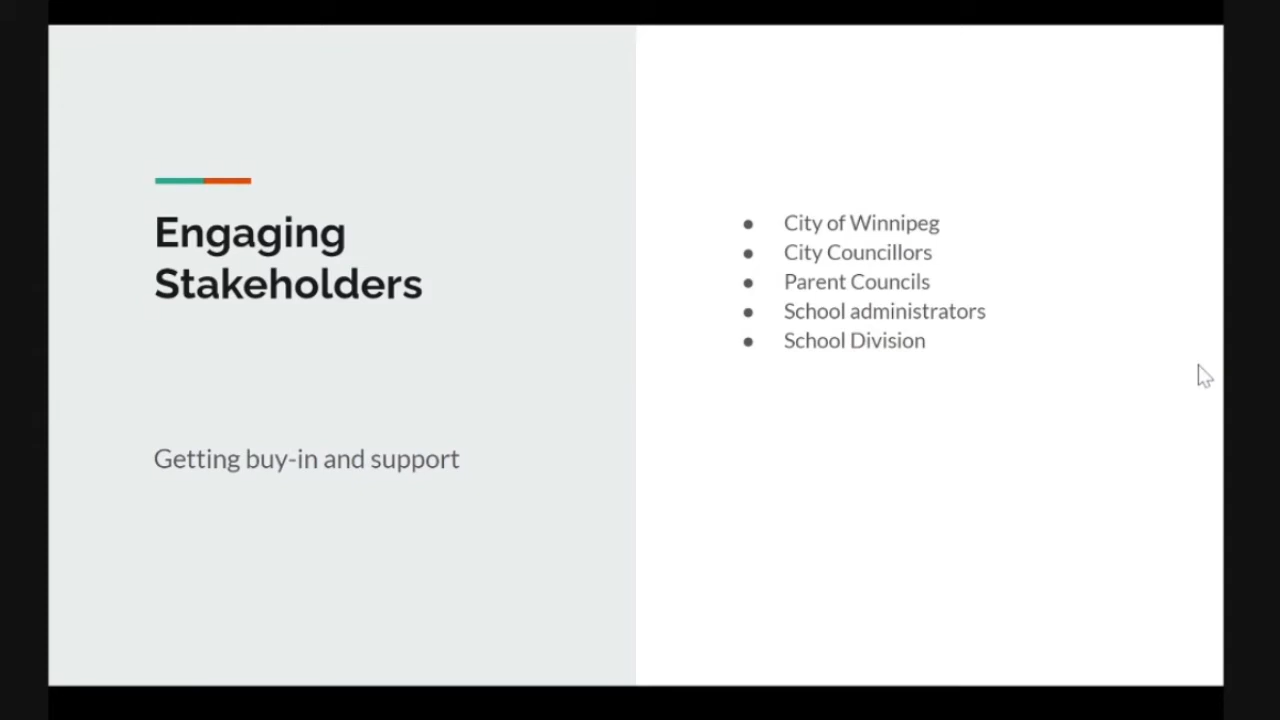 Engaging
Stakeholders
Getting buy-in and support
● City of Winnipeg
● City Councillors
● Parent Councils
● School administrators
● School Division